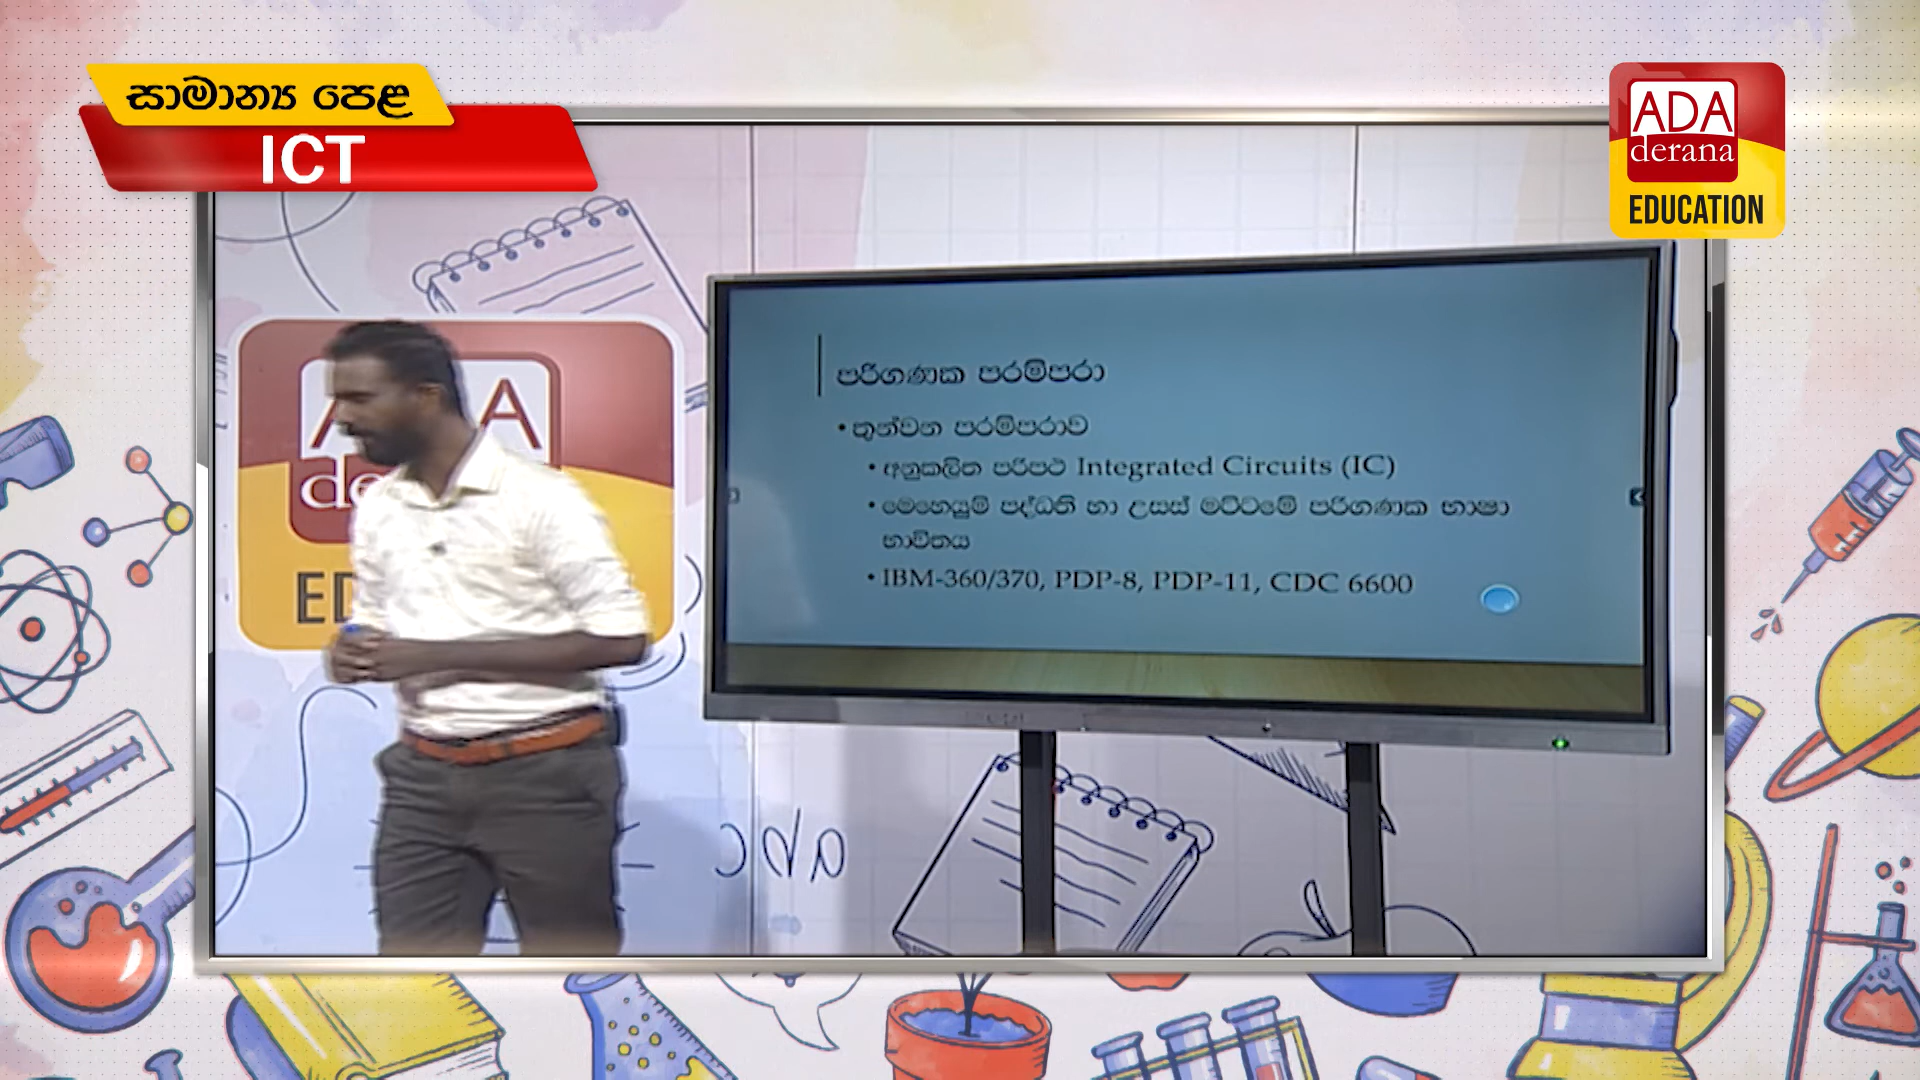 සාමාන්‍ය පෙළ
ICT
ADA
derana
EDUCATION
පරිගණක පරම්පරා
• තුන්වන පරම්පරාව
• අනුකලිත පරිපථ Integrated Circuits (IC)
• මෙහෙයුම් පද්ධති හා උසස් මට්ටමේ පරිගණක භාෂා
භාවිතය
• IBM-360/370, PDP-8, PDP-11, CDC 6600
abc